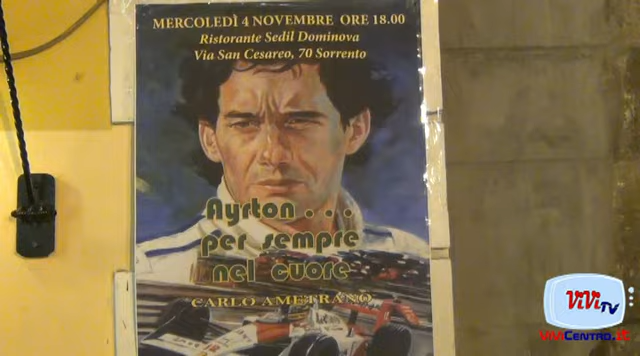 MERCOLEDÌ 4 NOVEMBRE ORE 18.00
Ristorante Sedil Dominova
Via San Cesareo, 70 Sorrento
Ayrton . . .
per sempre
nel cuore
CARLO AMETRANO
ViVi
TV
ViViCentro.it